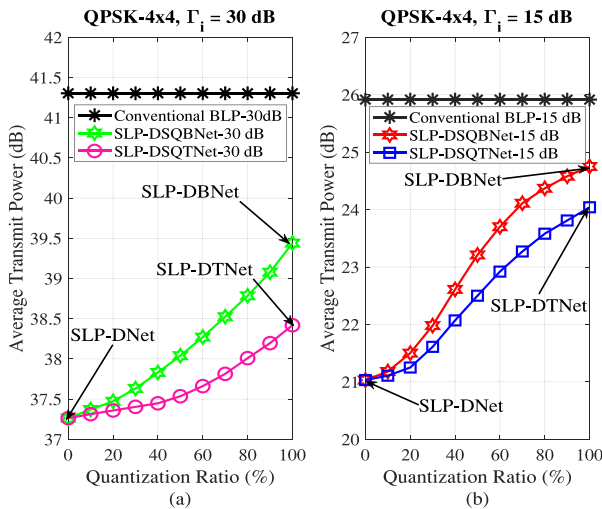 QPSK-4x4, Γi = 30 dB
42
41.5
41
40.5
40
39.5
39
38.5
38
37.5
37
Average Transmit Power (dB)
Conventional BLP-30dB
SLP-DSQBNet-30 dB
SLP-DSQTNet-30 dB
SLP-DBNet
SLP-DTNet
SLP-DNet
0 20 40 60 80 100
Quantization Ratio (%)
(a)
QPSK-4x4, Γi = 15 dB
27
26
25
24
23
22
21
20
Average Transmit Power (dB)
Conventional BLP-15 dB
SLP-DSQBNet-15 dB
SLP-DSQTNet-15 dB
SLP-DBNet
SLP-DTNet
SLP-DNet
0 20 40 60 80 100
Quantization Ratio (%)
(b)